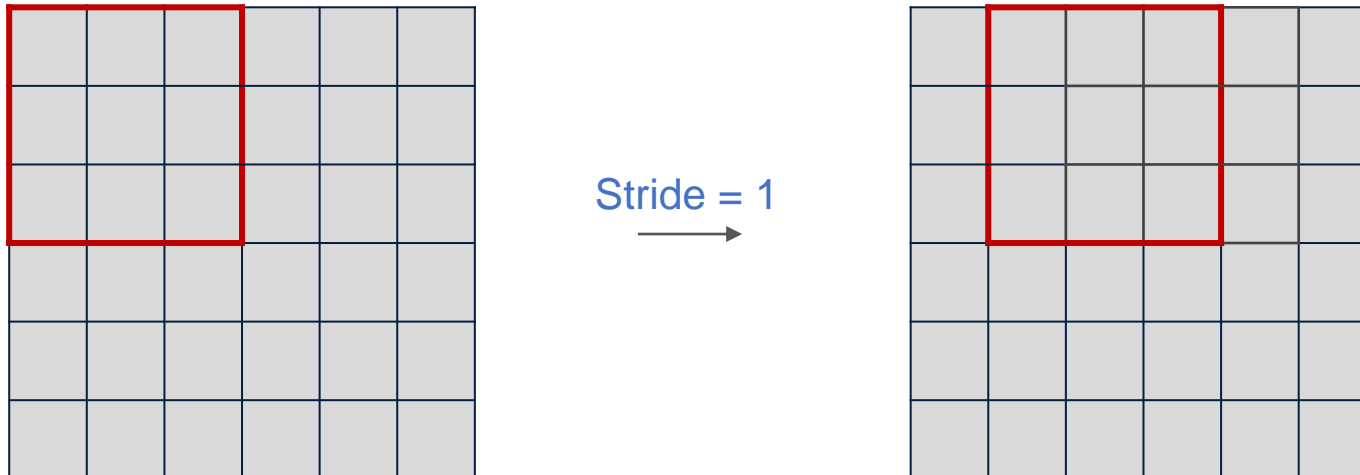 Stride = 1